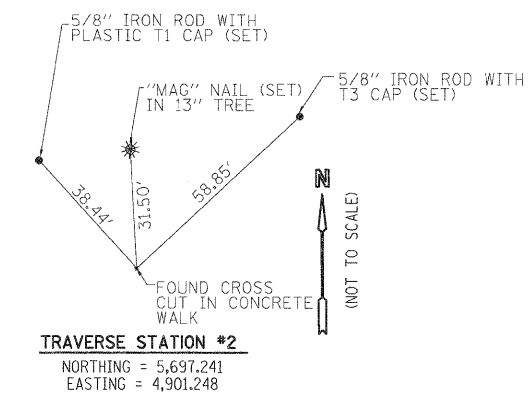 5/8" IRON ROD WITH
PLASTIC T1 CAP (SET)
"MAG" NAIL (SET)
IN 13" TREE
5/8" IRON ROD WITH
T3 CAP (SET)
38.44'
31.50'
58.85'
N
(NOT TO SCALE)
FOUND CROSS
CUT IN CONCRETE
WALK
TRAVERSE STATION #2
NORTHING = 5,697.241
EASTING = 4,901.248